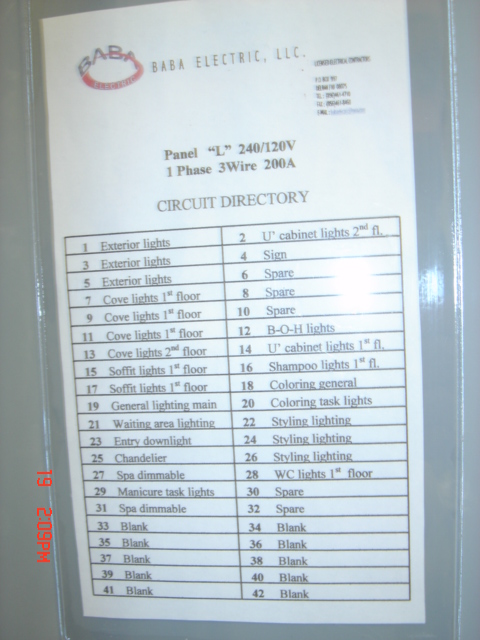 BABA
ELECTRIC
BABA ELECTRIC, LLC.
Panel "L" 240/120V
1 Phase 3Wire 200A
CIRCUIT DIRECTORY
1 Exterior lights 2 U' cabinet lights 2nd fl.
3 Exterior lights 4 Sign
5 Exterior lights 6 Spare
7 Cove lights 1st floor 8 Spare
9 Cove lights 1st floor 10 Spare
11 Cove lights 1st floor 12 B-O-H lights
13 Cove lights 2nd floor 14 U' cabinet lights 1st fl.
15 Soffit lights 1st floor 16 Shampoo lights 1st fl.
17 Soffit lights 1st floor 18 Coloring general
19 General lighting main 20 Coloring task lights
21 Waiting area lighting 22 Styling lighting
23 Entry downlight 24 Styling lighting
25 Chandelier 26 Styling lighting
27 Spa dimmable 28 WC lights 1st floor
29 Manicure task lights 30 Spare
31 Spa dimmable 32 Spare
33 Blank 34 Blank
35 Blank 36 Blank
37 Blank 38 Blank
39 Blank 40 Blank
41 Blank 42 Blank
19 2:09PM